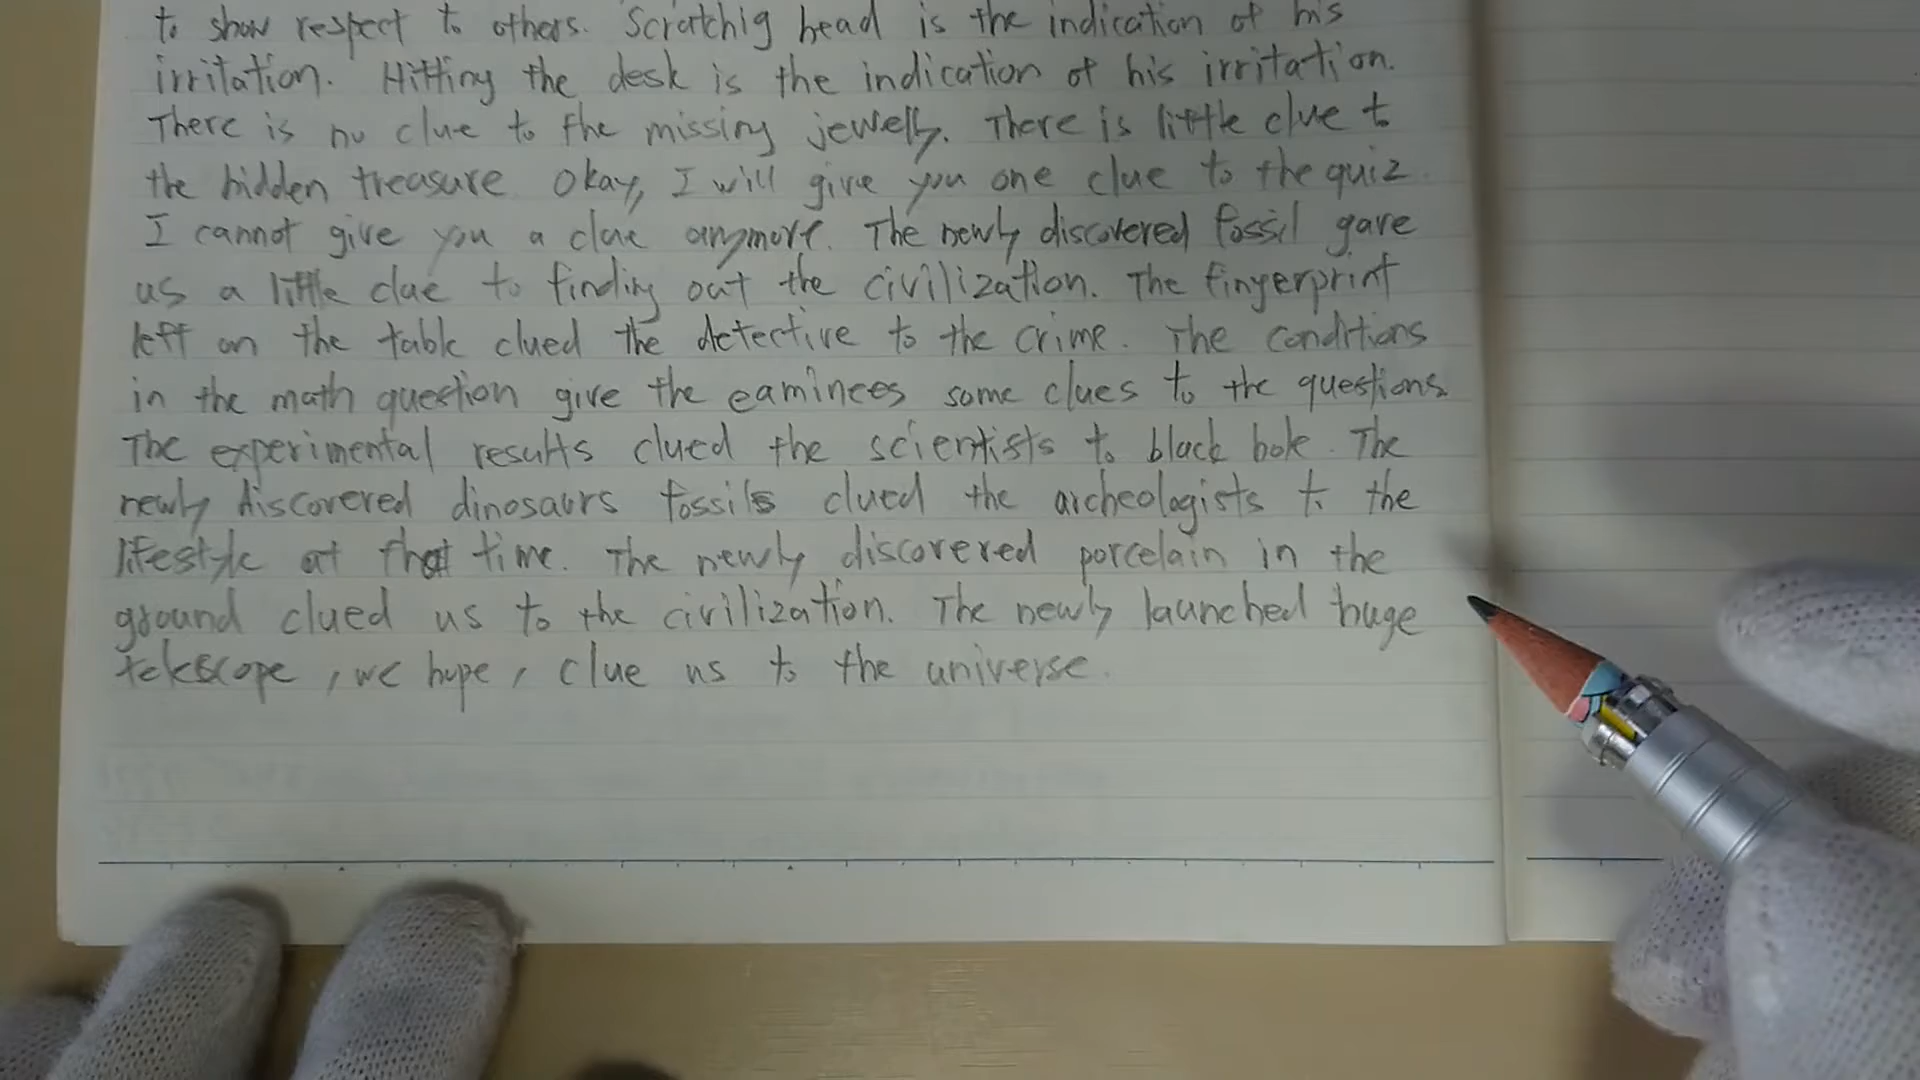 to show respect to others. Scratchig head is the indication of his
irritation. Hitting the desk is the indication of his irritation.
There is no clue to the missing jewelly. There is little clue to
the hidden treasure Okay, I will give you one clue to the quiz.
I cannot give you a clue anymore. The newly discovered fossil gave
us a little clue to finding out the civilization. The fingerprint
left on the table clued the detective to the crime. The conditions
in the math question give the eaminees some clues to the questions.
The experimental results clued the scientists to black hole. The
newly discovered dinosaurs fossils clued the archeologists to the
lifestyle at that time. The newly discovered porcelain in the
ground clued us to the civilization. The newly launched huge
telescope, we hope, clue us to the universe.